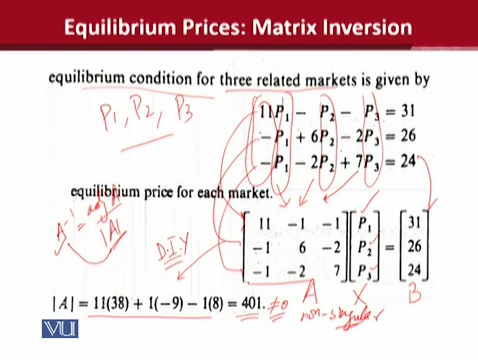 Equilibrium Prices: Matrix Inversion
equilibrium condition for three related markets is given by
P1, P2, P3
11P1 − P2 − P3 = 31
−P1 + 6P2 − 2P3 = 26
−P1 − 2P2 + 7P3 = 24
equilibrium price for each market.
A⁻¹ = adj A / |A|
D.I.Y
[ 11 −1 −1 ] [ P1 ] = [ 31 ]
[ −1 6 −2 ] [ P2 ] = [ 26 ]
[ −1 −2 7 ] [ P3 ] = [ 24 ]
A X B
|A| = 11(38) + 1(−9) − 1(8) = 401. ≠0
non-singular
VU